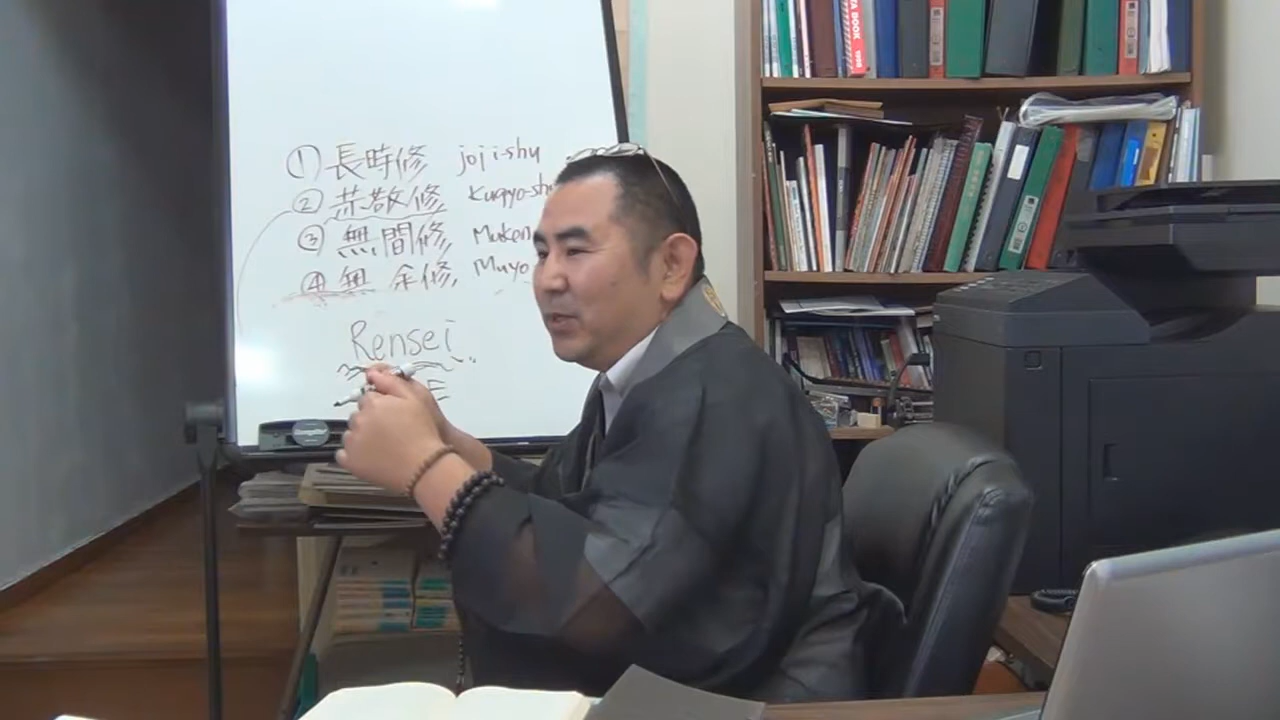 ① 長時修 joji-shu
② 恭敬修 Kugyo-sh
③ 無間修 Muken
④ 無余修 Muyo
Rensei